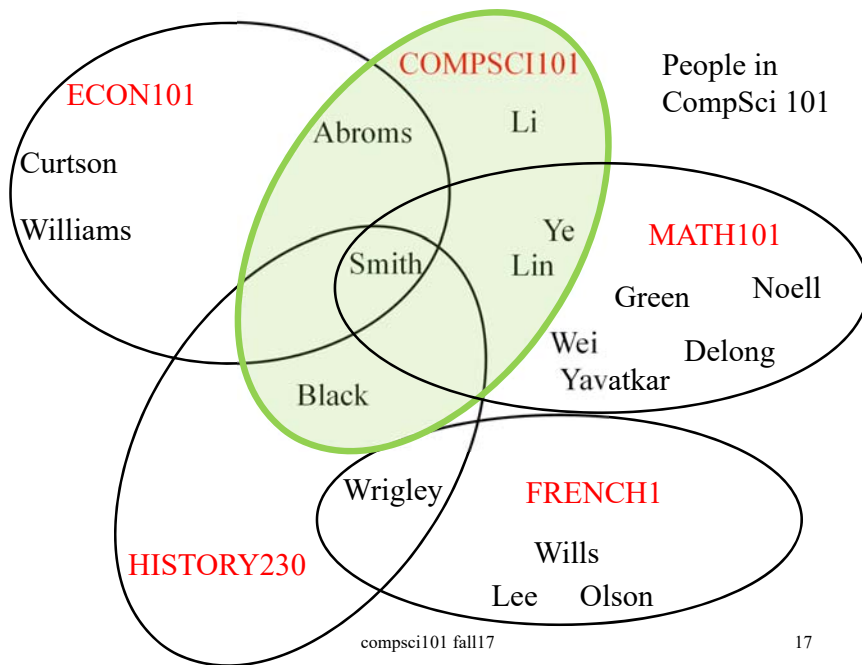 COMPSCI101
People in
CompSci 101
ECON101
Abroms
Li
Curtson
Williams
Ye
MATH101
Smith
Lin
Green
Noell
Wei
Delong
Yavatkar
Black
Wrigley
FRENCH1
HISTORY230
Wills
Lee
Olson
compsci101 fall17
17